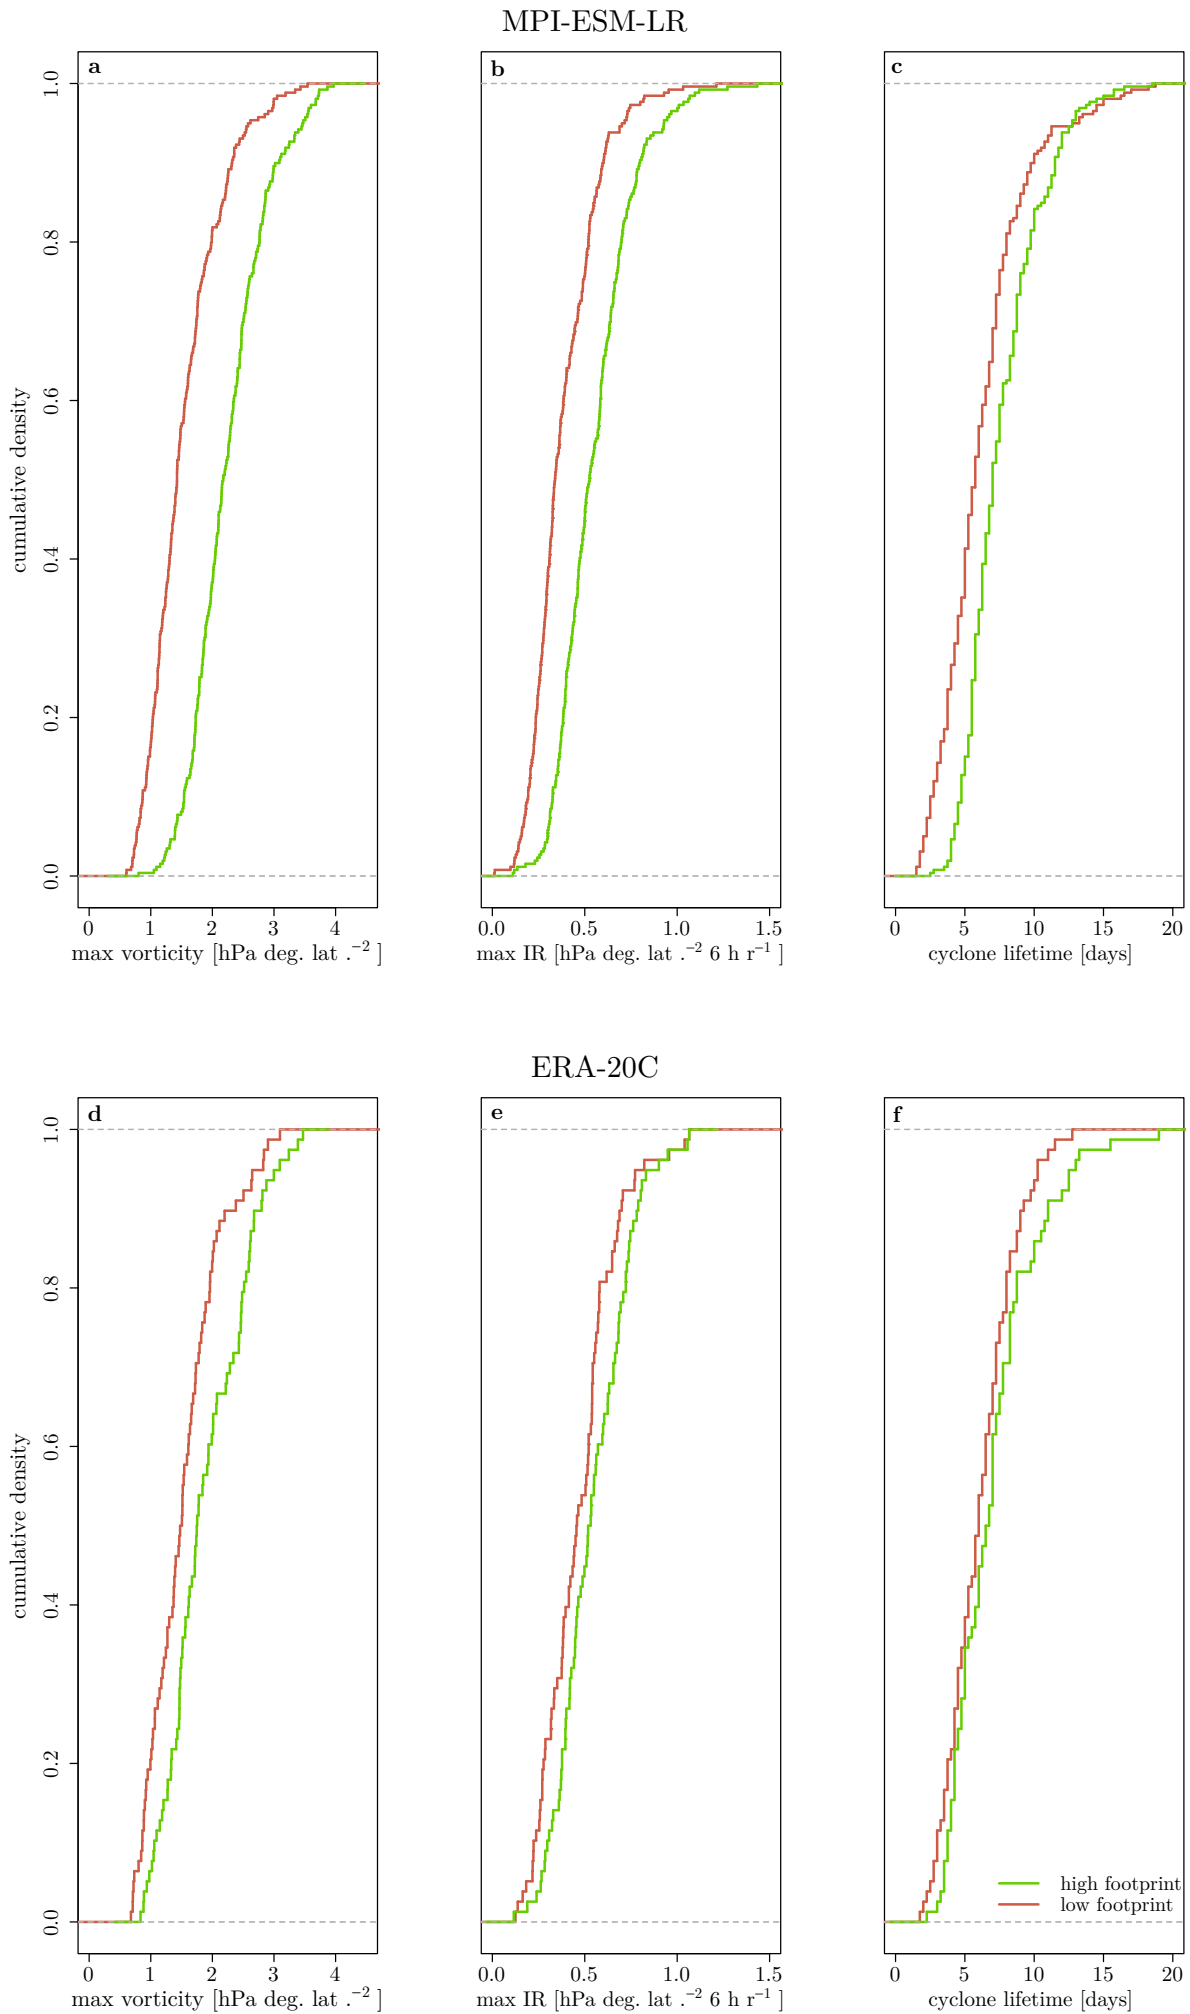 MPI-ESM-LR
a
b
c
cumulative density
0.0 0.2 0.4 0.6 0.8 1.0
0 1 2 3 4
0.0 0.5 1.0 1.5
0 5 10 15 20
max vorticity [hPa deg. lat .⁻² ]
max IR [hPa deg. lat .⁻² 6 h r⁻¹ ]
cyclone lifetime [days]
ERA-20C
d
e
f
cumulative density
0.0 0.2 0.4 0.6 0.8 1.0
high footprint
low footprint
0 1 2 3 4
0.0 0.5 1.0 1.5
0 5 10 15 20
max vorticity [hPa deg. lat .⁻² ]
max IR [hPa deg. lat .⁻² 6 h r⁻¹ ]
cyclone lifetime [days]